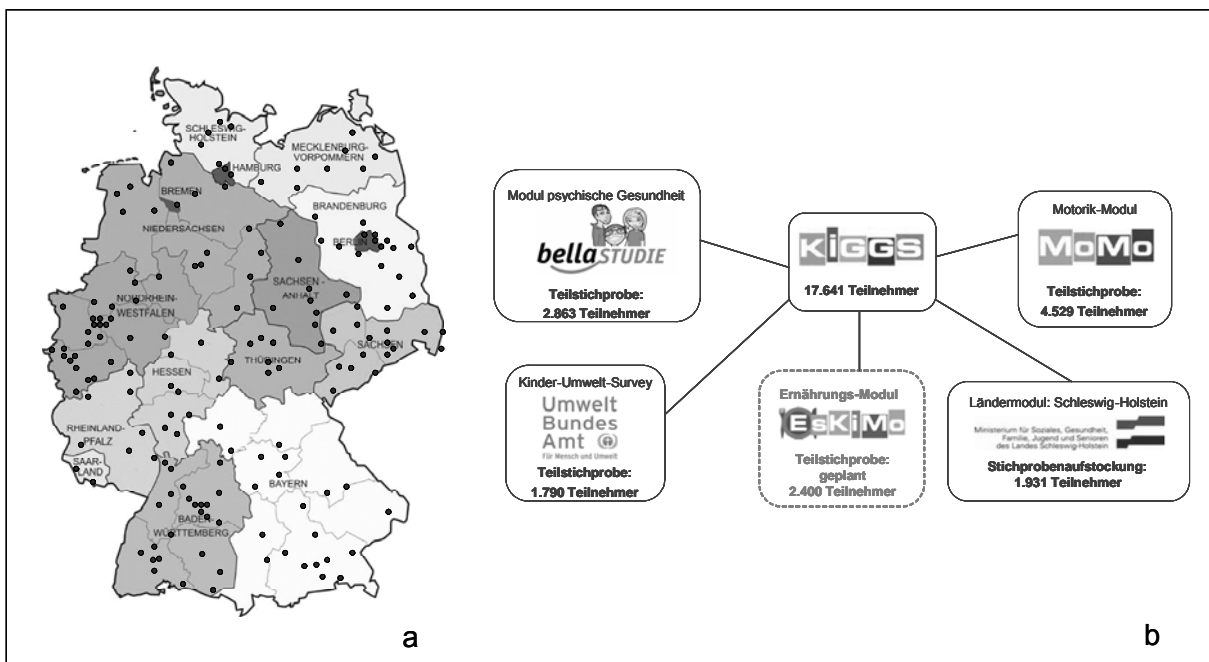 SCHLESWIG-
HOLSTEIN
MECKLENBURG-
VORPOMMERN
HAMBURG
BREMEN
BRANDENBURG
NIEDERSACHSEN
BERLIN
SACHSEN -
ANHALT
NORDRHEIN-
WESTFALEN
SACHSEN
THÜRINGEN
HESSEN
RHEINLAND-
PFALZ
SAAR-
LAND
BAYERN
BADEN-
WÜRTTEMBERG
a
Modul psychische Gesundheit
bellaSTUDIE
Teilstichprobe:
2.863 Teilnehmer
KiGGS
17.641 Teilnehmer
Motorik-Modul
MoMo
Teilstichprobe:
4.529 Teilnehmer
Kinder-Umwelt-Survey
Umwelt
Bundes
Amt
Für Mensch und Umwelt
Teilstichprobe:
1.790 Teilnehmer
Ernährungs-Modul
EsKiMo
Teilstichprobe:
geplant
2.400 Teilnehmer
Ländermodul: Schleswig-Holstein
Ministerium für Soziales, Gesundheit,
Familie, Jugend und Senioren
des Landes Schleswig-Holstein
Stichprobenaufstockung:
1.931 Teilnehmer
b